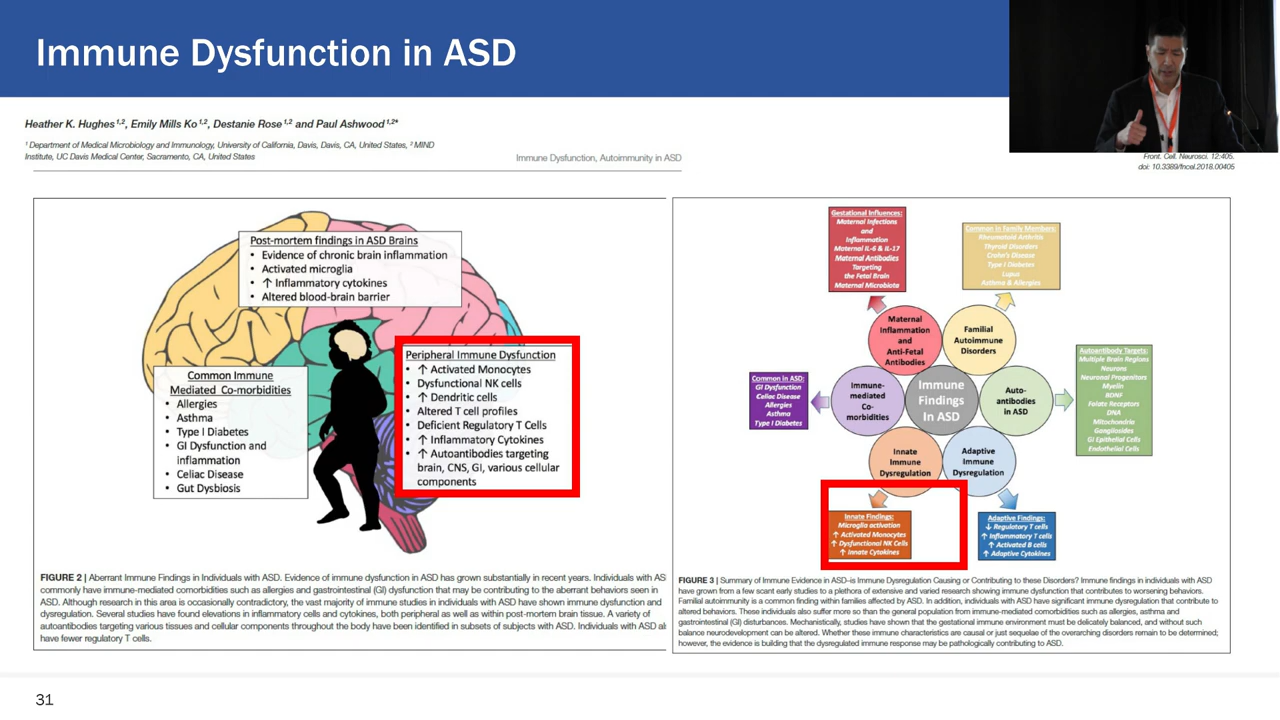 Immune Dysfunction in ASD
Heather K. Hughes 1,2, Emily Mills Ko 1,2, Destanie Rose 1,2 and Paul Ashwood 1,2*
1 Department of Medical Microbiology and Immunology, University of California, Davis, Davis, CA, United States, 2 MIND
Institute, UC Davis Medical Center, Sacramento, CA, United States
Immune Dysfunction, Autoimmunity in ASD
Front. Cell. Neurosci. 12:405.
doi: 10.3389/fncel.2018.00405
Post-mortem findings in ASD Brains
• Evidence of chronic brain inflammation
• Activated microglia
• ↑ Inflammatory cytokines
• Altered blood-brain barrier
Common Immune
Mediated Co-morbidities
• Allergies
• Asthma
• Type I Diabetes
• GI Dysfunction and
inflammation
• Celiac Disease
• Gut Dysbiosis
Peripheral Immune Dysfunction
• ↑ Activated Monocytes
• Dysfunctional NK cells
• ↑ Dendritic cells
• Altered T cell profiles
• Deficient Regulatory T Cells
• ↑ Inflammatory Cytokines
• ↑ Autoantibodies targeting
brain, CNS, GI, various cellular
components
FIGURE 2 | Aberrant Immune Findings in Individuals with ASD. Evidence of immune dysfunction in ASD has grown substantially in recent years. Individuals with AS
commonly have immune-mediated comorbidities such as allergies and gastrointestinal (GI) dysfunction that may be contributing to the aberrant behaviors seen in
ASD. Although research in this area is occasionally contradictory, the vast majority of immune studies in individuals with ASD have shown immune dysfunction and
dysregulation. Several studies have found elevations in inflammatory cells and cytokines, both peripheral as well as within post-mortem brain tissue. A variety of
autoantibodies targeting various tissues and cellular components throughout the body have been identified in subsets of subjects with ASD. Individuals with ASD al
have fewer regulatory T cells.
Gestational Influences:
Maternal Infections
and
Inflammation
Maternal IL-6 & IL-17
Maternal Antibodies
Targeting
the Fetal Brain
Maternal Microbiota
Common in Family Members:
Rheumatoid Arthritis
Thyroid Disorders
Crohn's Disease
Type I Diabetes
Lupus
Asthma & Allergies
Maternal
Inflammation
and
Anti-Fetal
Antibodies
Familial
Autoimmune
Disorders
Common in ASD:
GI Dysfunction
Celiac Disease
Allergies
Asthma
Type I Diabetes
Immune-
mediated
Co-
morbidities
Immune
Findings
In ASD
Auto-
antibodies
in ASD
Autoantibody Targets:
Multiple Brain Regions
Neurons
Neuronal Progenitors
Myelin
BDNF
Folate Receptors
DNA
Mitochondria
Gangliosides
GI Epithelial Cells
Endothelial Cells
Innate
Immune
Dysregulation
Adaptive
Immune
Dysregulation
Innate Findings:
Microglia activation
↑ Activated Monocytes
↑ Dysfunctional NK Cells
↑ Innate Cytokines
Adaptive Findings:
↓ Regulatory T cells
↑ Inflammatory T cells
↑ Activated B cells
↑ Adaptive Cytokines
FIGURE 3 | Summary of Immune Evidence in ASD–is Immune Dysregulation Causing or Contributing to these Disorders? Immune findings in individuals with ASD
have grown from a few scant early studies to a plethora of extensive and varied research showing immune dysfunction that contributes to worsening behaviors.
Familial autoimmunity is a common finding within families affected by ASD. In addition, individuals with ASD have significant immune dysregulation that contribute to
altered behaviors. These individuals also suffer more so than the general population from immune-mediated comorbidities such as allergies, asthma and
gastrointestinal (GI) disturbances. Mechanistically, studies have shown that the gestational immune environment must be delicately balanced, and without such
balance neurodevelopment can be altered. Whether these immune characteristics are causal or just sequelae of the overarching disorders remain to be determined;
however, the evidence is building that the dysregulated immune response may be pathologically contributing to ASD.
31